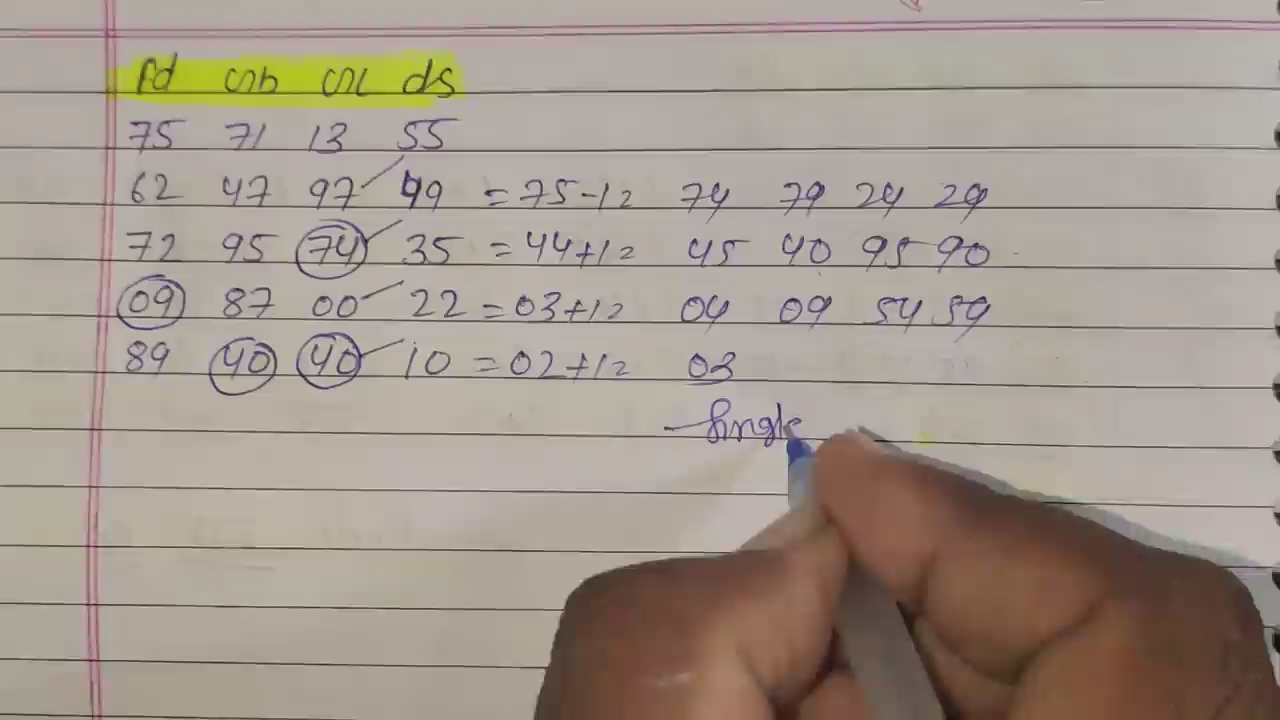 fd गb गL ds
75 71 13 55
62 47 97 49 =75-12 74 79 24 29
72 95 74 35 =44+12 45 40 95 90
09 87 00 22 =03+12 04 09 54 59
89 40 40 10 =02+12 03
Single